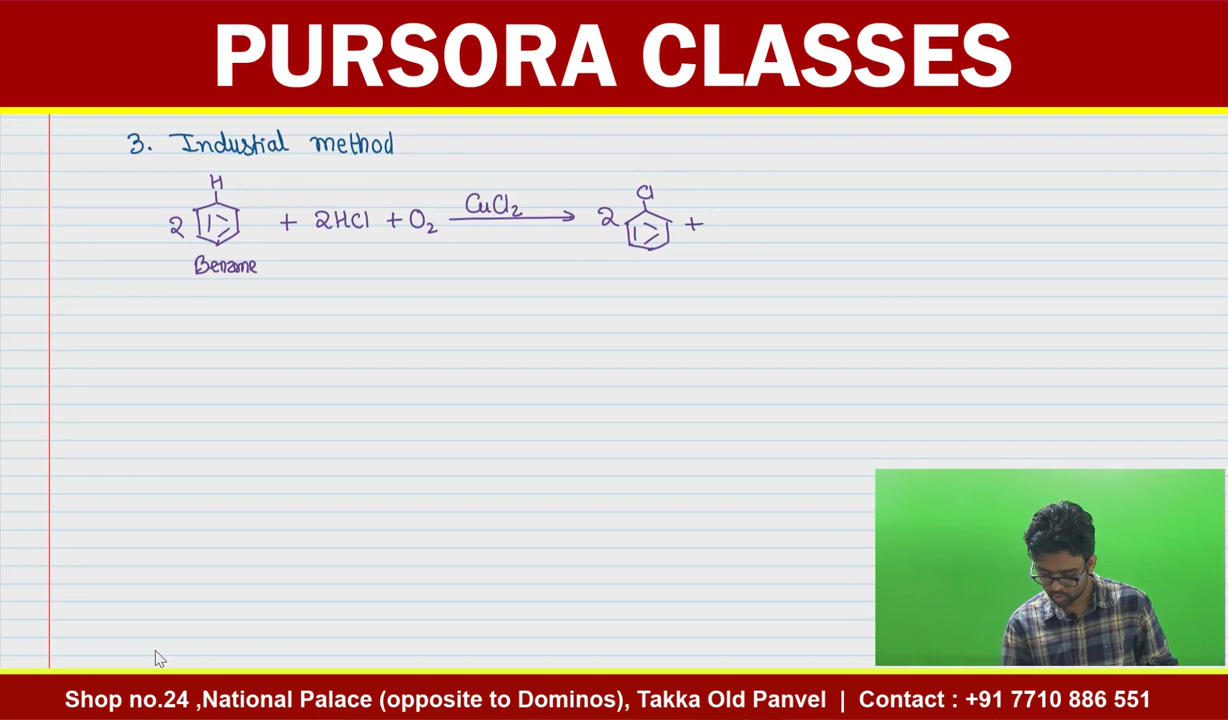 PURSORA CLASSES
3. Industial method
H
2 + 2HCl + O₂ CuCl₂ → 2 Cl +
Benzene
Shop no.24 ,National Palace (opposite to Dominos), Takka Old Panvel | Contact : +91 7710 886 551